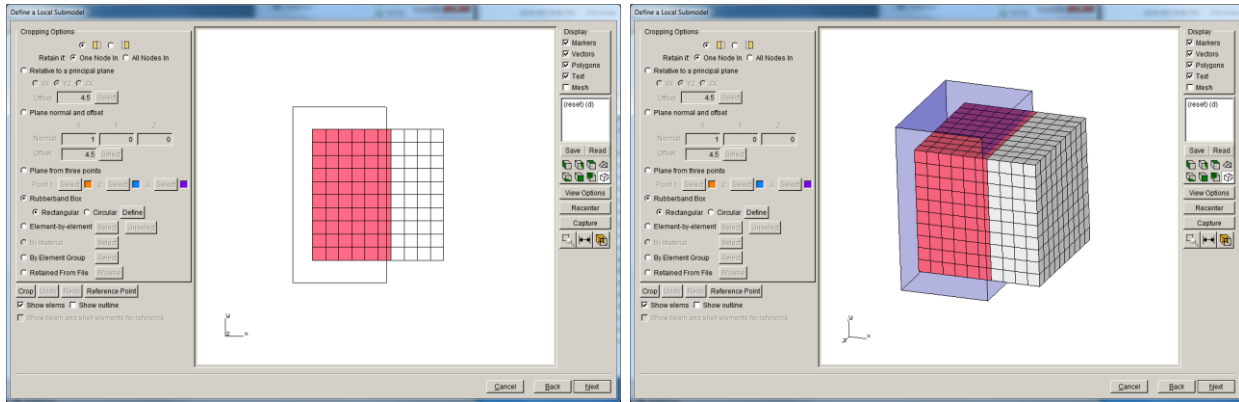 Define a Local Submodel
Cropping Options
Retain if: One Node In All Nodes In
Relative to a principal plane
XY YZ ZX
Offset 4.5 Select
Plane normal and offset
X Y Z
Normal 1 0 0
Offset 4.5 Select
Plane from three points
Point 1: Select 2: Select 3: Select
Rubberband Box
Rectangular Circular Define
Element-by-element Select Unselect
By Material Select
By Element Group Select
Retained From File Browse
Crop Undo Redo Reference Point
Show elems Show outline
Show beam and shell elements for reference
y
z x
Display
Markers
Vectors
Polygons
Text
Mesh
(reset) (d)
Save Read
View Options
Recenter
Capture
Cancel Back Next
Define a Local Submodel
Cropping Options
Retain if: One Node In All Nodes In
Relative to a principal plane
YZ ZX
Offset 4.5 Select
Plane normal and offset
X Y Z
Normal 1 0 0
Offset 4.5 Select
Plane from three points
Point 1: Select 2: Select 3: Select
Rubberband Box
Rectangular Circular Define
Element-by-element Select Unselect
By Material Select
By Element Group Select
Retained From File Browse
Crop Undo Redo Reference Point
Show elems Show outline
Show beam and shell elements for reference
y
z x
Display
Markers
Vectors
Polygons
Text
Mesh
(reset) (d)
Save Read
View Options
Recenter
Capture
Cancel Back Next